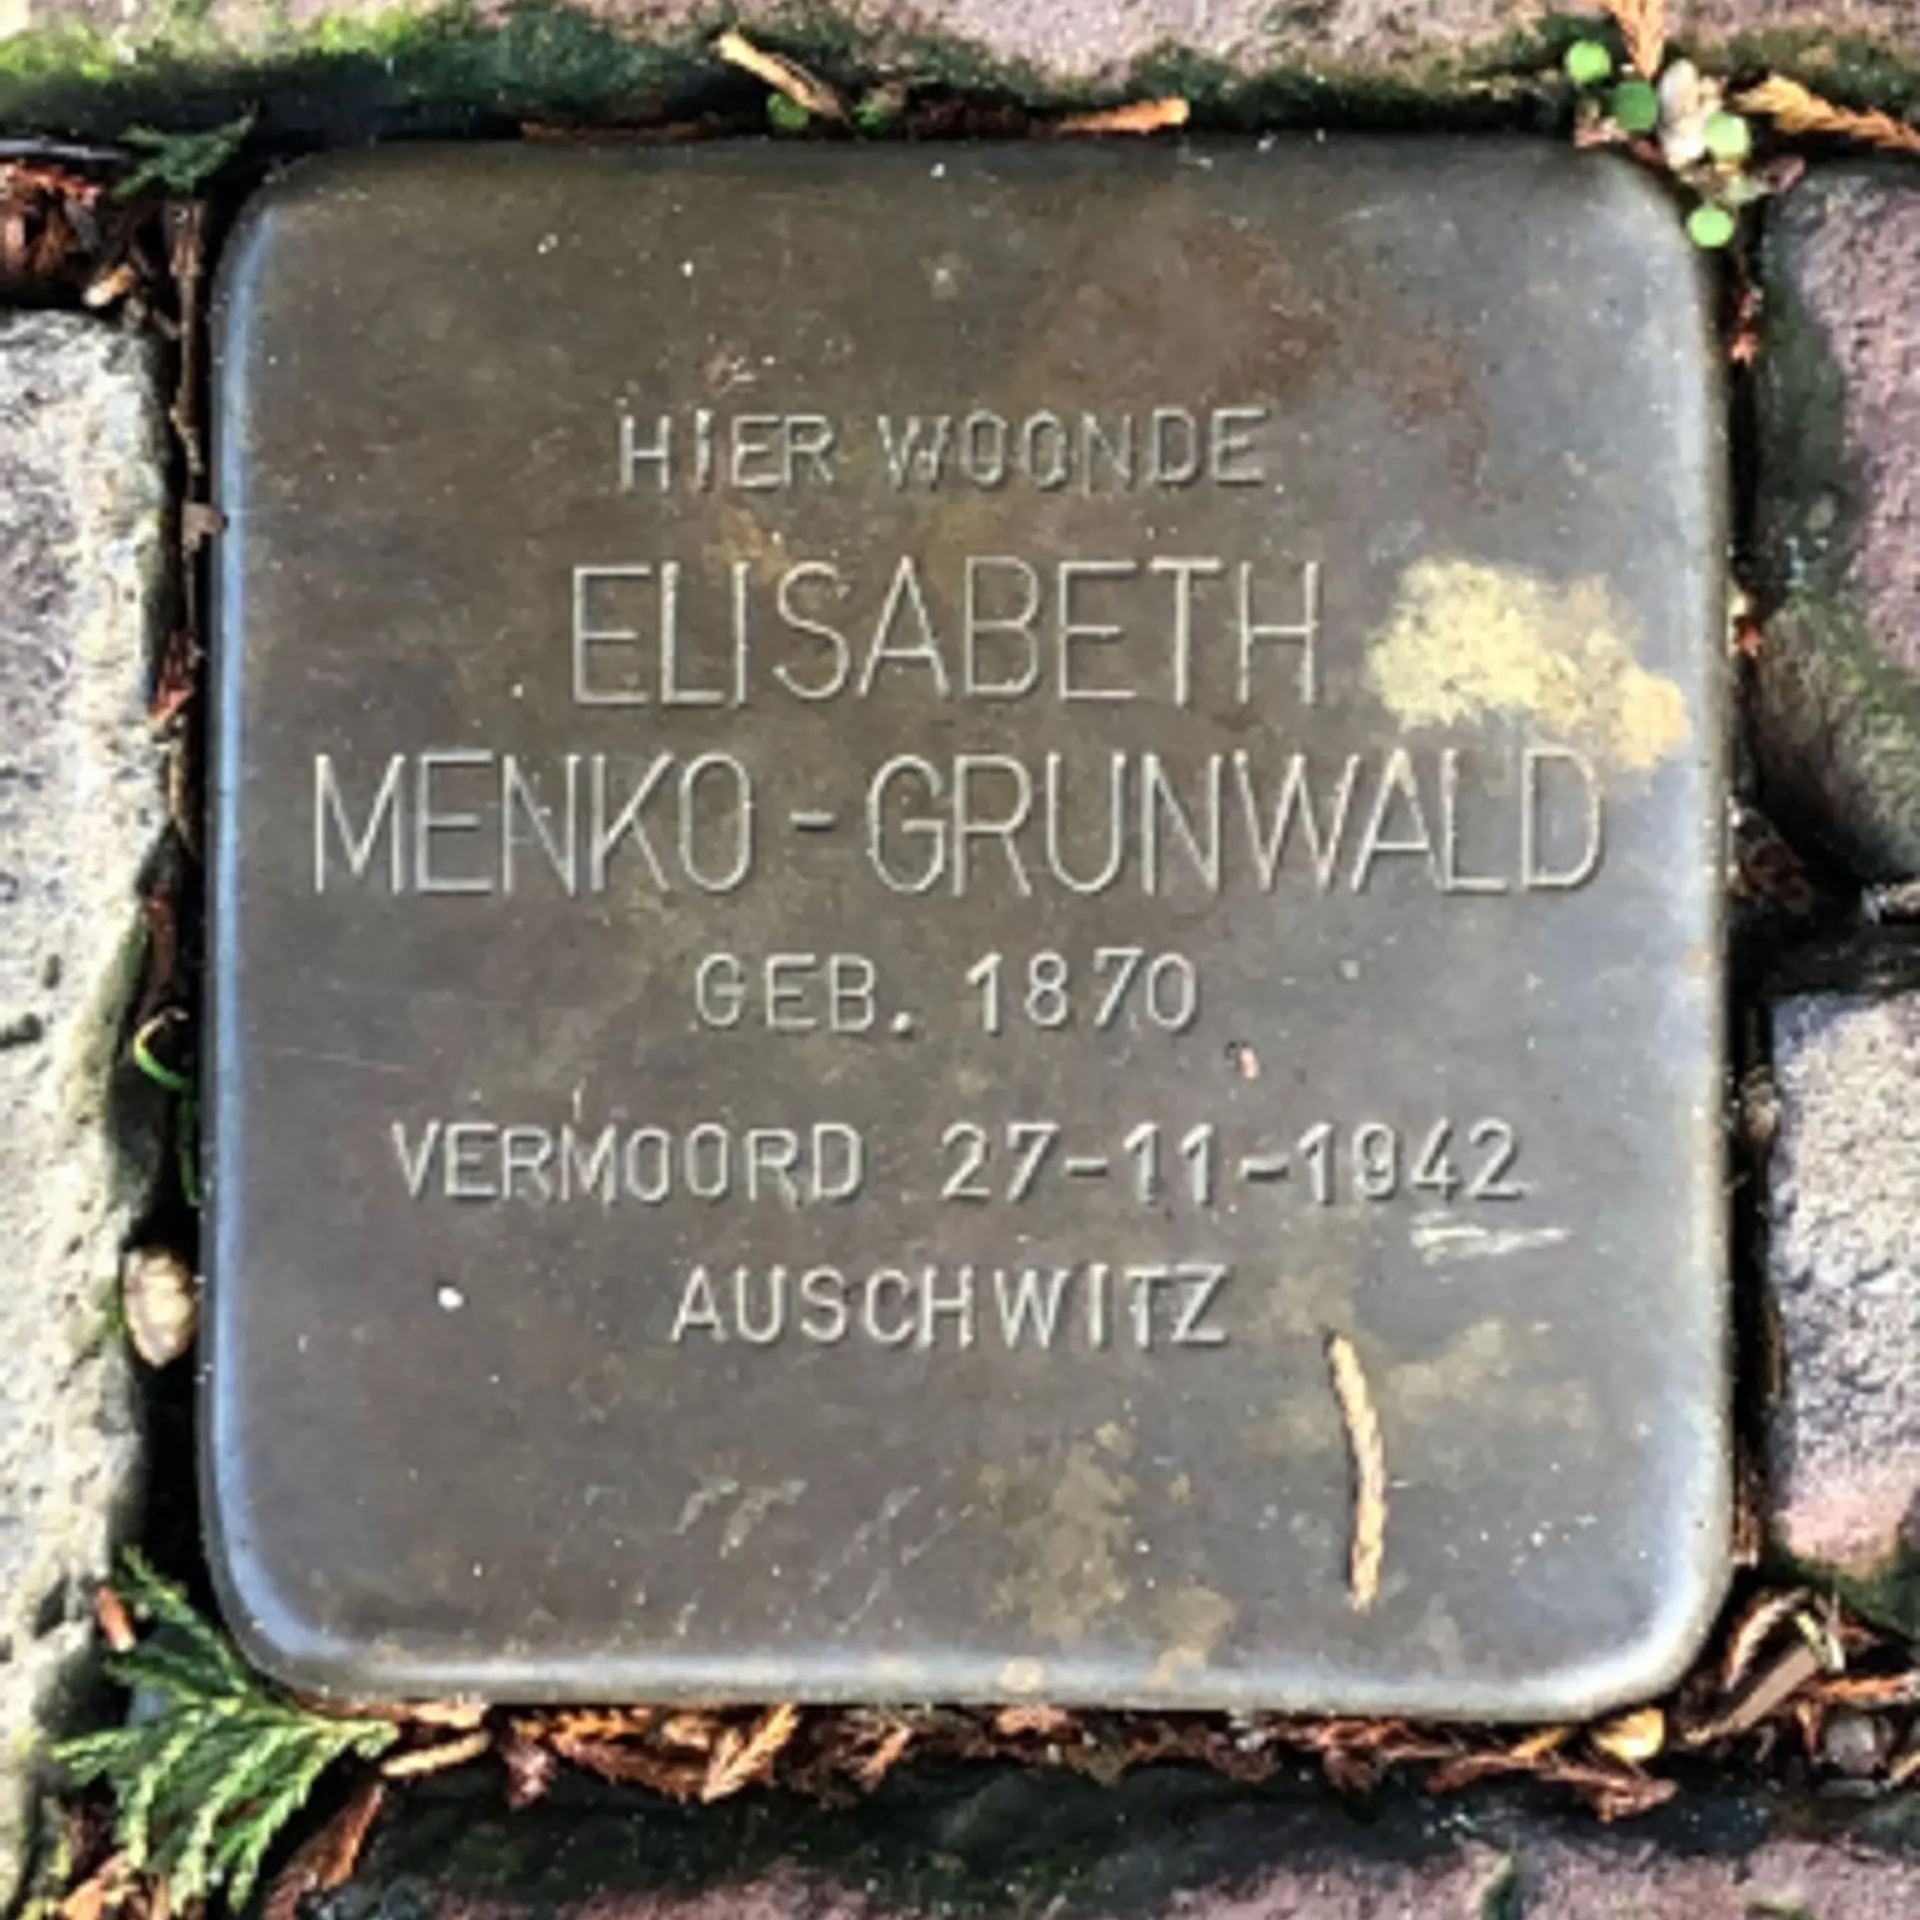 HIER WOONDE
ELISABETH
MENKO-GRUNWALD
GEB. 1870
VERMOORD 27-11-1942
AUSCHWITZ